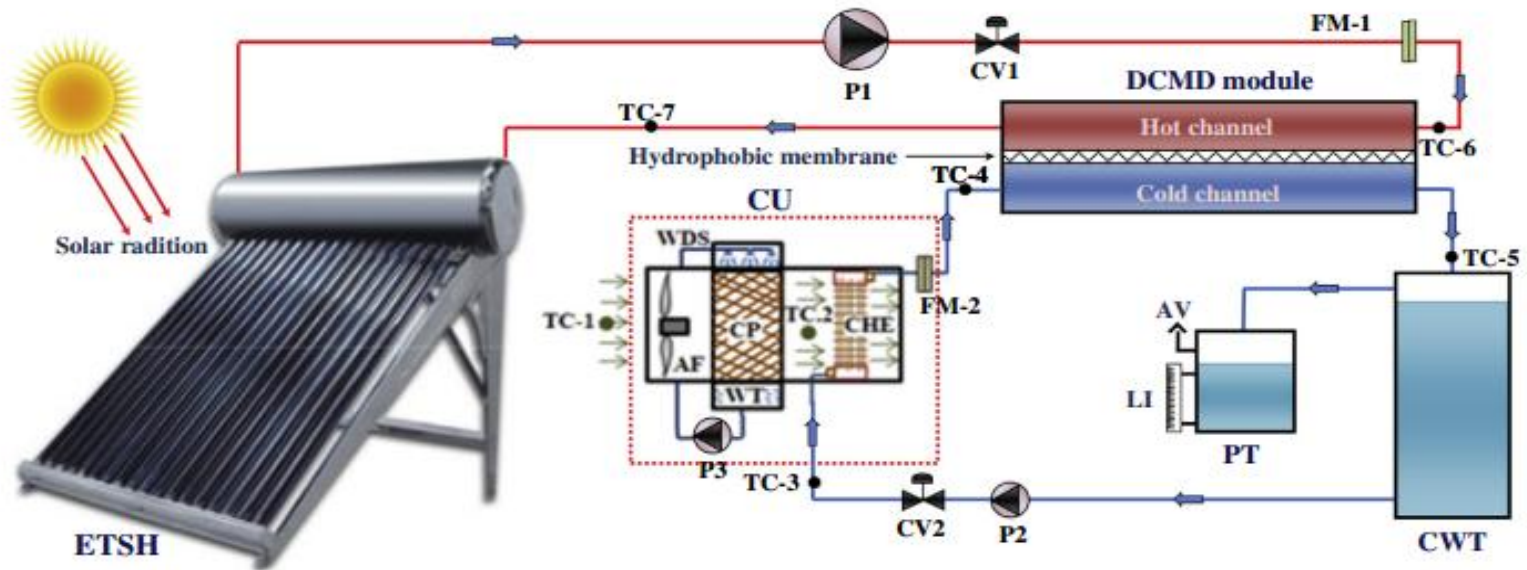 FM-1
CV1
P1
DCMD module
TC-7
Hot channel
TC-6
Hydrophobic membrane
TC-4
Cold channel
CU
Solar radition
WDS
TC-5
FM-2
TC-1
CP
TC.2
CHE
AV
AF
WT
LI
P3
PT
TC-3
CV2
P2
ETSH
CWT